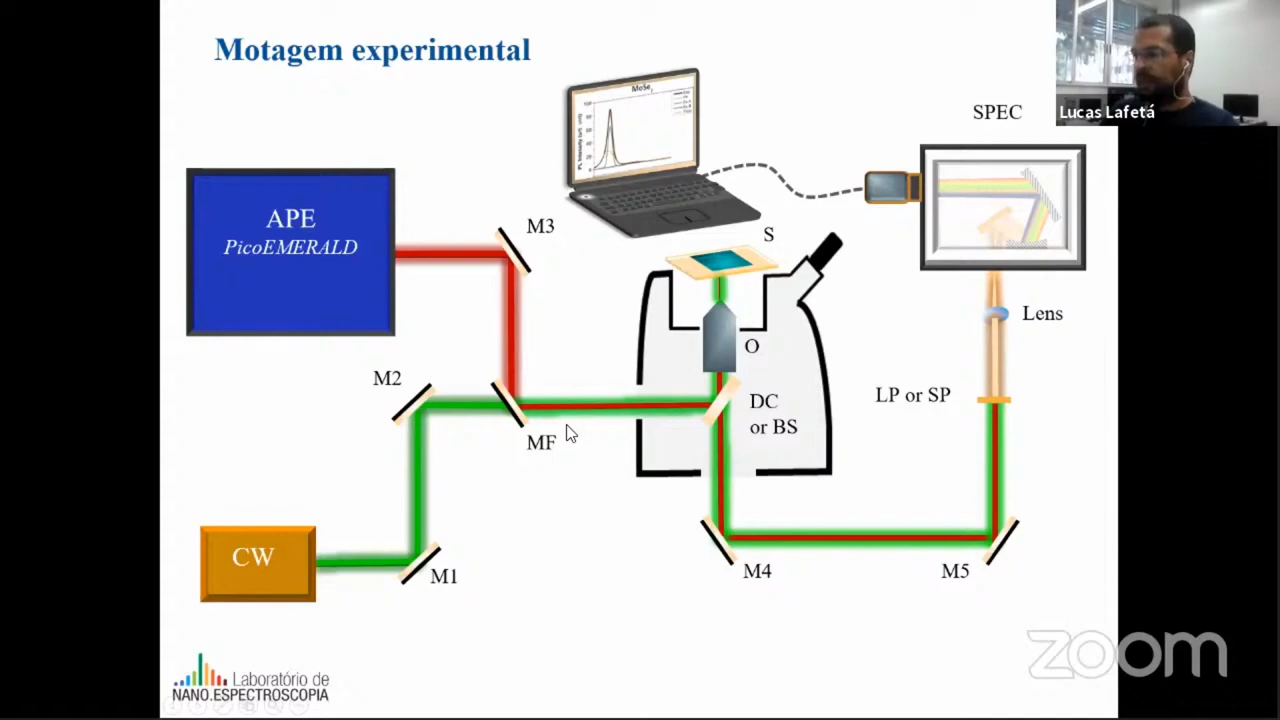 Motagem experimental
Lucas Lafetá
SPEC
MoSe₂
APE
PicoEMERALD
M3
S
Lens
O
M2
LP or SP
DC
or BS
MF
CW
M1
M4
M5
zoom
Laboratório de
NANO.ESPECTROSCOPIA